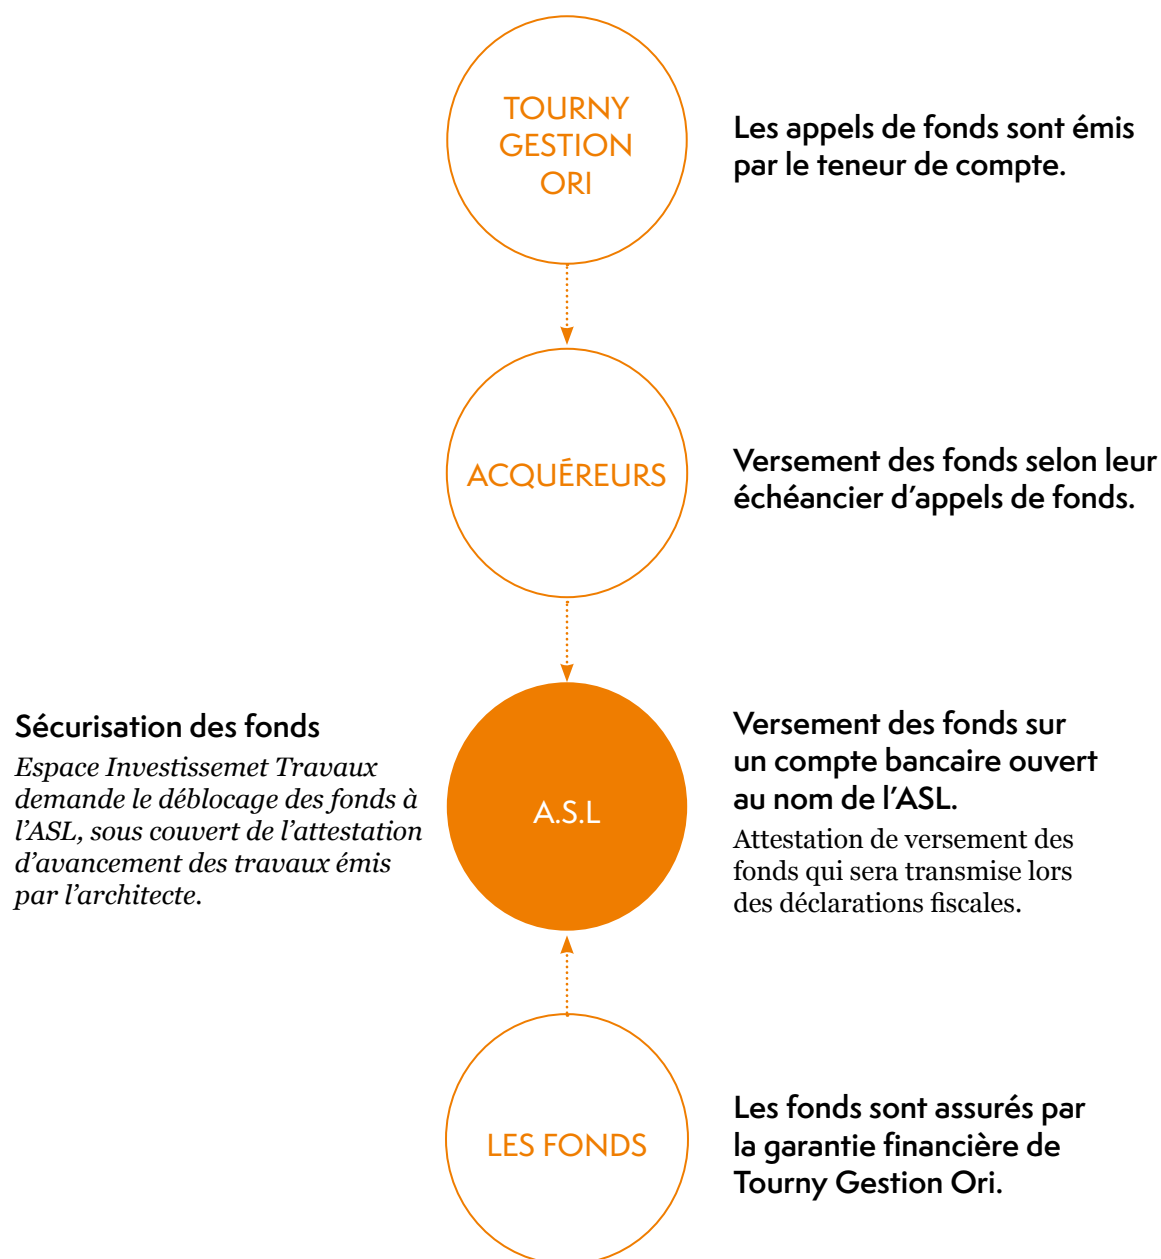 TOURNY
GESTION
ORI
Les appels de fonds sont émis
par le teneur de compte.
ACQUÉREURS
Versement des fonds selon leur
échéancier d’appels de fonds.
Sécurisation des fonds
Espace Investissemet Travaux
demande le déblocage des fonds à
l’ASL, sous couvert de l’attestation
d’avancement des travaux émis
par l’architecte.
A.S.L
Versement des fonds sur
un compte bancaire ouvert
au nom de l’ASL.
Attestation de versement des
fonds qui sera transmise lors
des déclarations fiscales.
LES FONDS
Les fonds sont assurés par
la garantie financière de
Tourny Gestion Ori.